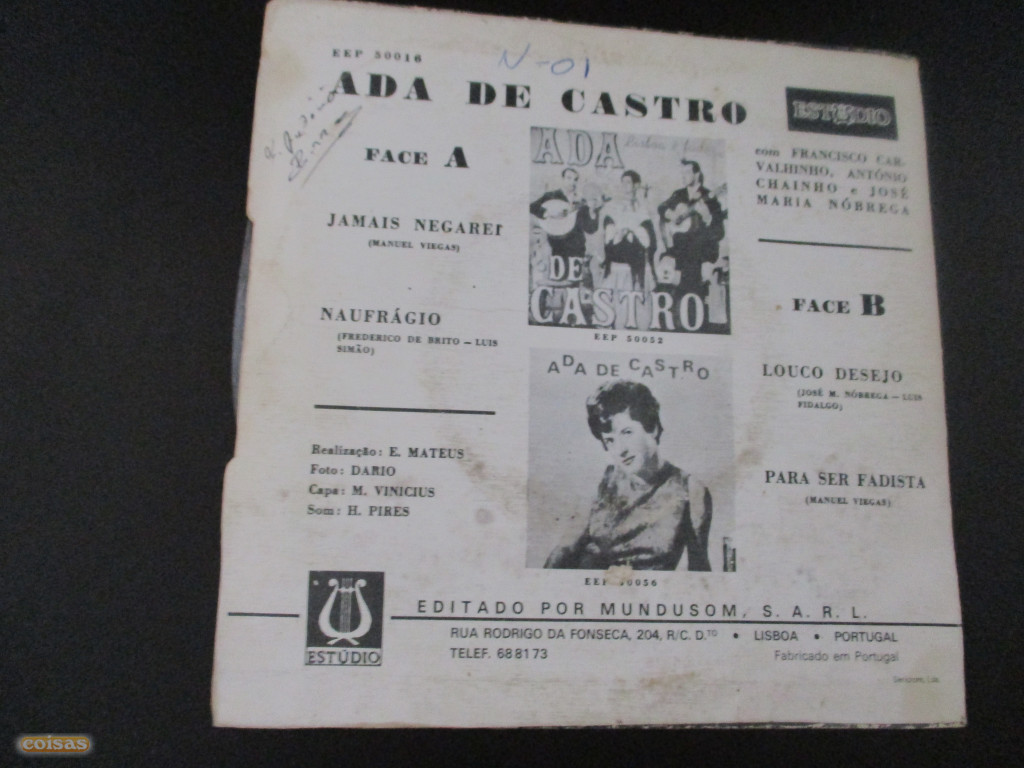 EEP 50016
N-01
ADA DE CASTRO
ESTÚDIO
com FRANCISCO CAR-
VALHINHO, ANTÓNIO
CHAINHO e JOSÉ
MARIA NÓBREGA
FACE A
JAMAIS NEGAREI
(MANUEL VIEGAS)
NAUFRÁGIO
(FREDERICO DE BRITO — LUIS
SIMÃO)
Realização: E. MATEUS
Foto: DARIO
Capa: M. VINICIUS
Som: H. PIRES
ADA
DE
CASTRO
EEP 50052
ADA DE CASTRO
EEP 50056
FACE B
LOUCO DESEJO
(JOSÉ M. NÓBREGA — LUIS
FIDALGO)
PARA SER FADISTA
(MANUEL VIEGAS)
ESTÚDIO
EDITADO POR MUNDUSOM, S. A. R. L.
RUA RODRIGO DA FONSECA, 204, R/C. D.TO • LISBOA • PORTUGAL
TELEF. 68 81 73
Fabricado em Portugal
coisas